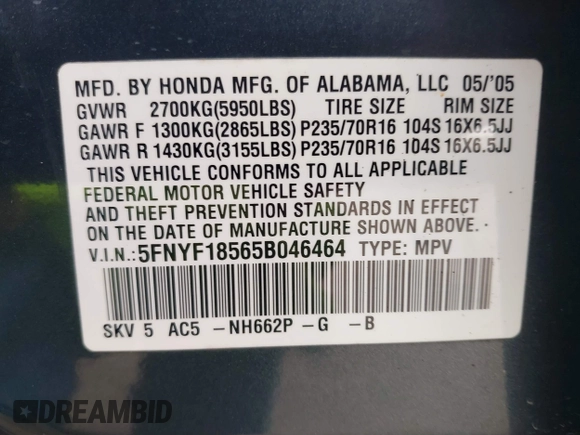 MFD. BY HONDA MFG. OF ALABAMA, LLC 05/'05
GVWR 2700KG(5950LBS) TIRE SIZE RIM SIZE
GAWR F 1300KG(2865LBS) P235/70R16 104S 16X6.5JJ
GAWR R 1430KG(3155LBS) P235/70R16 104S 16X6.5JJ
THIS VEHICLE CONFORMS TO ALL APPLICABLE
FEDERAL MOTOR VEHICLE SAFETY
AND THEFT PREVENTION STANDARDS IN EFFECT
ON THE DATE OF MANUFACTURE SHOWN ABOVE.
V.I.N.:5FNYF18565B046464 TYPE: MPV
SKV 5 AC5 -NH662P -G -B
DREAMBID